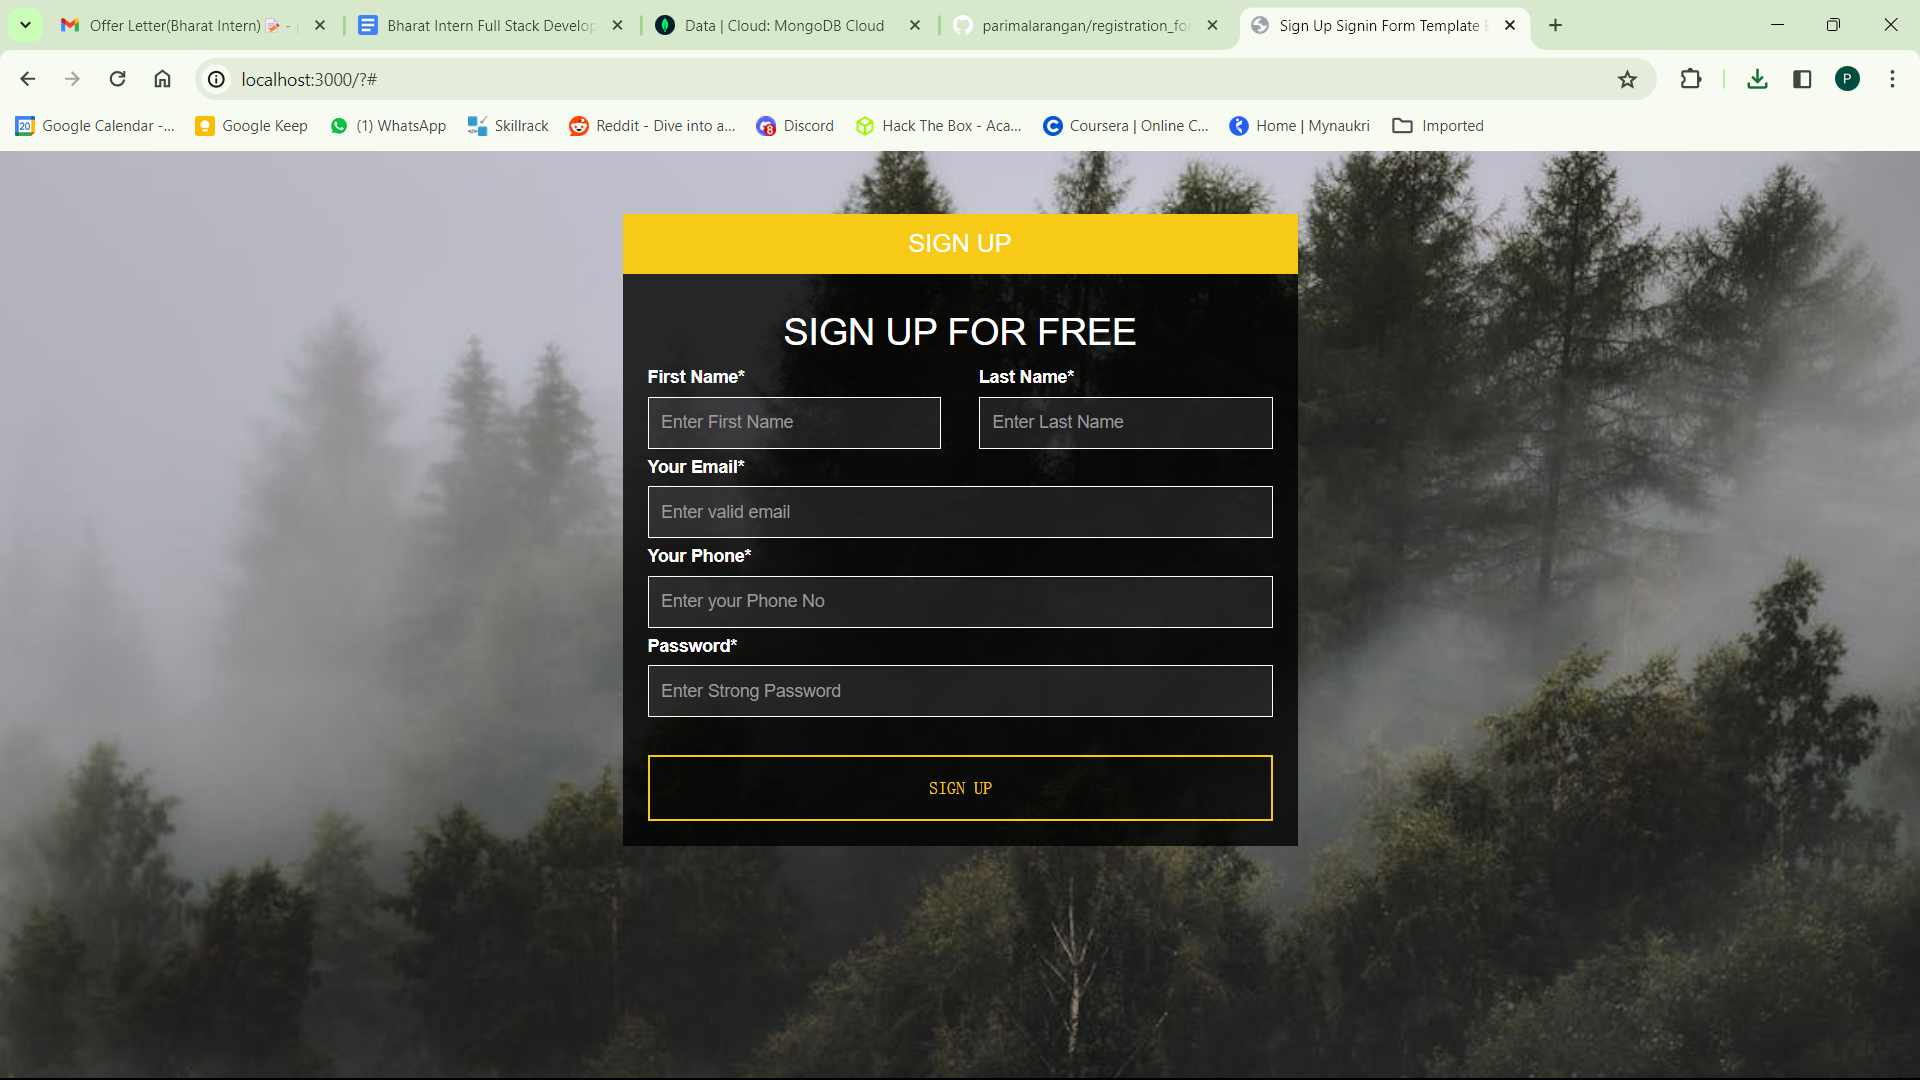 Offer Letter(Bharat Intern) 📝 -
Bharat Intern Full Stack Develop
Data | Cloud: MongoDB Cloud
parimalarangan/registration_fo
Sign Up Signin Form Template
localhost:3000/?#
P
20
Google Calendar -...
Google Keep
(1) WhatsApp
Skillrack
Reddit - Dive into a...
8
Discord
Hack The Box - Aca...
Coursera | Online C...
Home | Mynaukri
Imported
SIGN UP
SIGN UP FOR FREE
First Name*
Last Name*
Enter First Name
Enter Last Name
Your Email*
Enter valid email
Your Phone*
Enter your Phone No
Password*
Enter Strong Password
SIGN UP